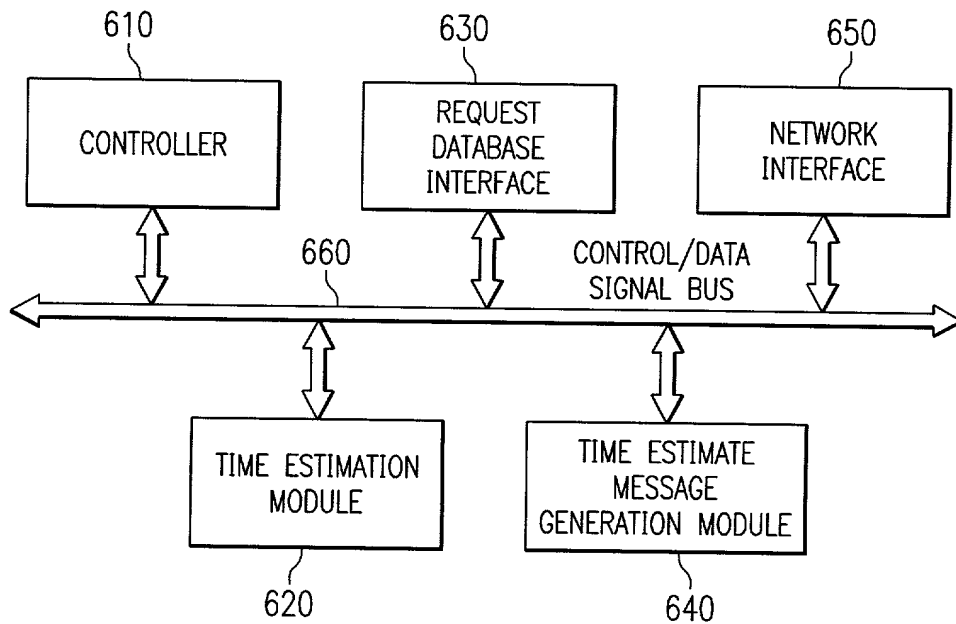 610
630
650
CONTROLLER
REQUEST
DATABASE
INTERFACE
NETWORK
INTERFACE
660
CONTROL/DATA
SIGNAL BUS
TIME ESTIMATION
MODULE
TIME ESTIMATE
MESSAGE
GENERATION MODULE
620
640